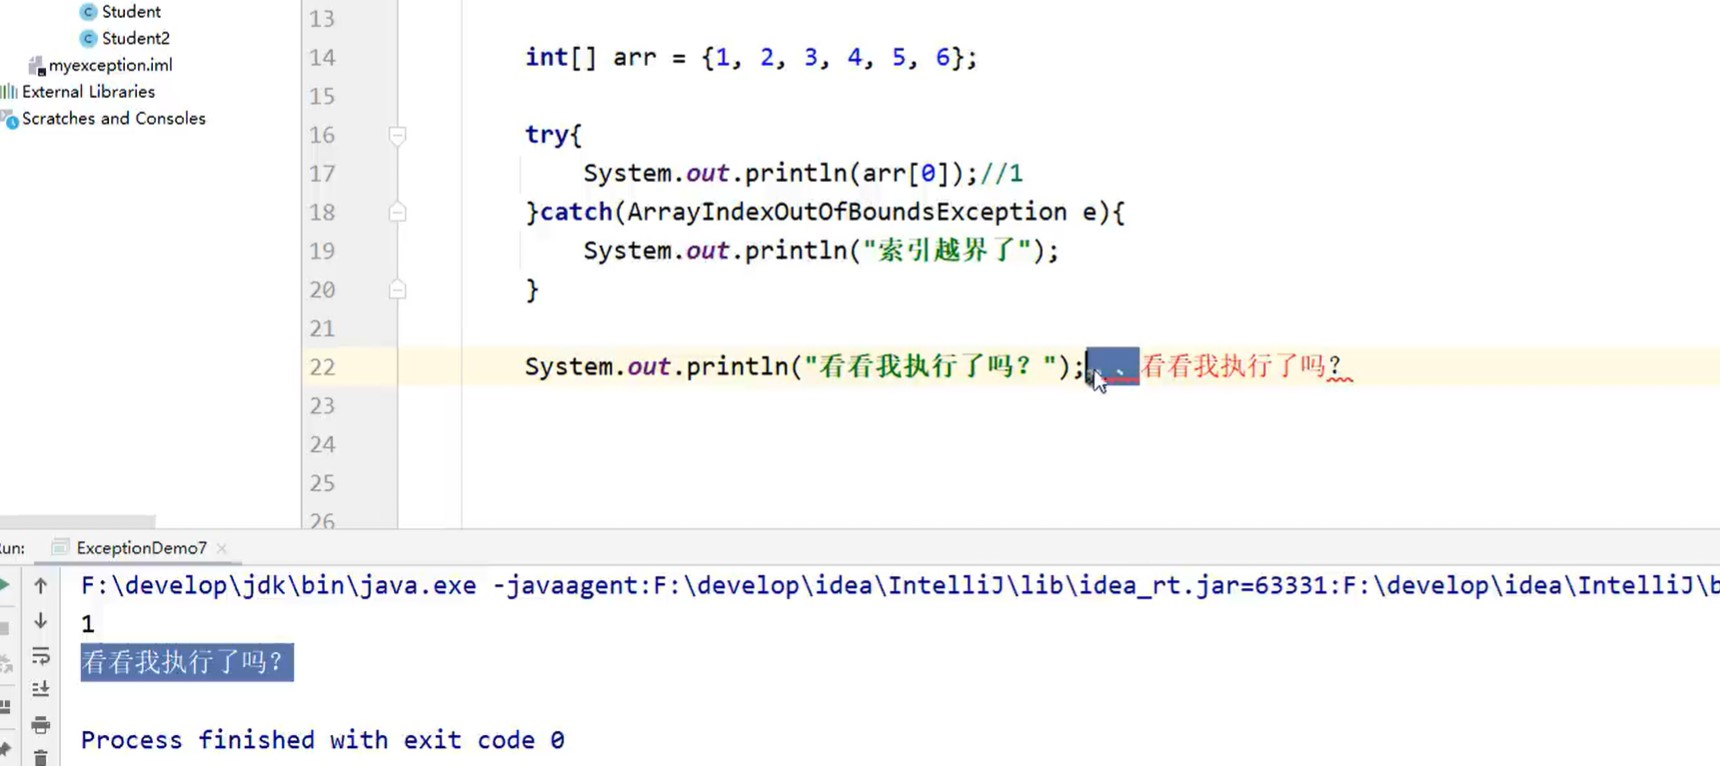 Student
Student2
myexception.iml
External Libraries
Scratches and Consoles
13
14 int[] arr = {1, 2, 3, 4, 5, 6};
15
16 try{
17 System.out.println(arr[0]);//1
18 }catch(ArrayIndexOutOfBoundsException e){
19 System.out.println("索引越界了");
20 }
21
22 System.out.println("看看我执行了吗？");、、看看我执行了吗？
23
24
25
26
un: ExceptionDemo7
F:\develop\jdk\bin\java.exe -javaagent:F:\develop\idea\IntelliJ\lib\idea_rt.jar=63331:F:\develop\idea\IntelliJ\b
1
看看我执行了吗？
Process finished with exit code 0